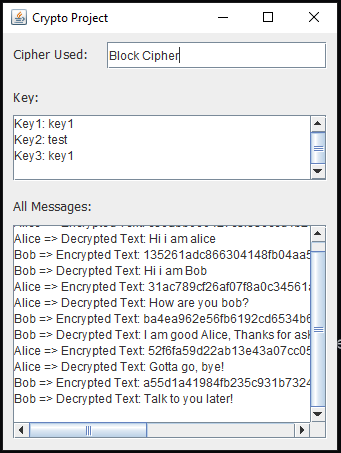 Crypto Project
Cipher Used: Block Cipher
Key:
Key1: key1
Key2: test
Key3: key1
All Messages:
Alice => Decrypted Text: Hi i am alice
Bob => Encrypted Text: 135261adc866304148fb04aa5
Bob => Decrypted Text: Hi i am Bob
Alice => Encrypted Text: 31ac789cf26af07f8a0c34561a
Alice => Decrypted Text: How are you bob?
Bob => Encrypted Text: ba4ea962e56fb6192cd6534b6
Bob => Decrypted Text: I am good Alice, Thanks for ask
Alice => Encrypted Text: 52f6fa59d22ab13e43a07cc05
Alice => Decrypted Text: Gotta go, bye!
Bob => Encrypted Text: a55d1a41984fb235c931b7324
Bob => Decrypted Text: Talk to you later!